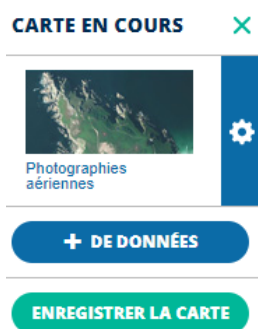 CARTE EN COURS
Photographies
aériennes
+ DE DONNÉES
ENREGISTRER LA CARTE